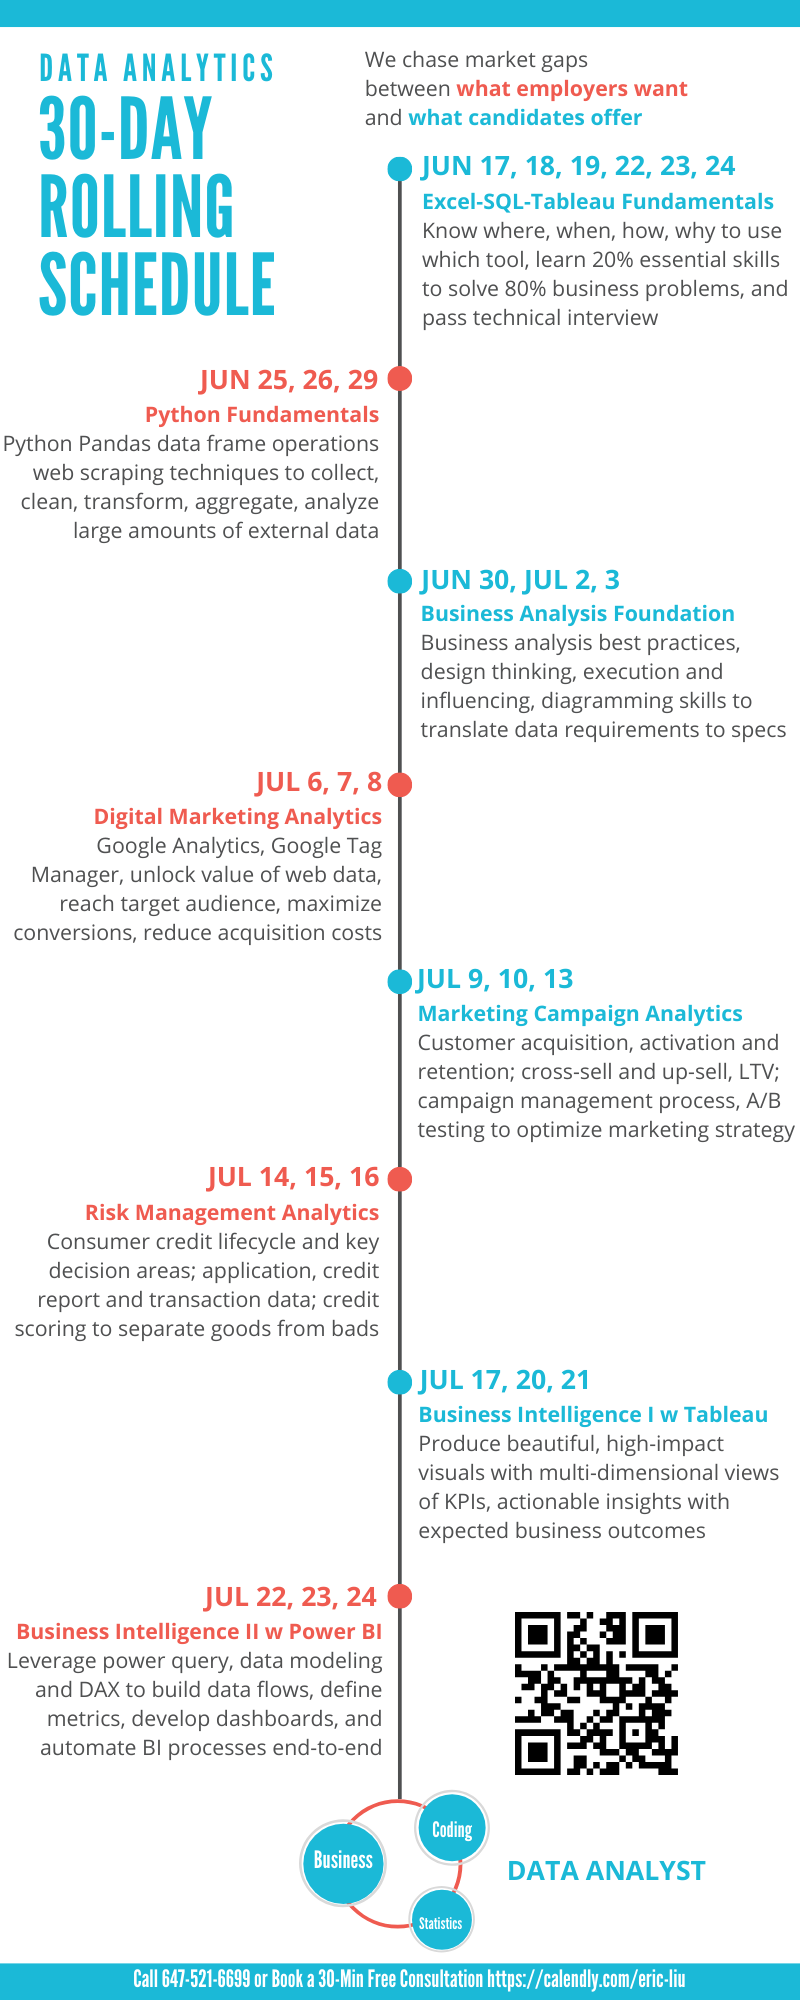 DATA ANALYTICS
30-DAY
ROLLING
SCHEDULE
We chase market gaps
between what employers want
and what candidates offer
JUN 17, 18, 19, 22, 23, 24
Excel-SQL-Tableau Fundamentals
Know where, when, how, why to use
which tool, learn 20% essential skills
to solve 80% business problems, and
pass technical interview
JUN 25, 26, 29
Python Fundamentals
Python Pandas data frame operations
web scraping techniques to collect,
clean, transform, aggregate, analyze
large amounts of external data
JUN 30, JUL 2, 3
Business Analysis Foundation
Business analysis best practices,
design thinking, execution and
influencing, diagramming skills to
translate data requirements to specs
JUL 6, 7, 8
Digital Marketing Analytics
Google Analytics, Google Tag
Manager, unlock value of web data,
reach target audience, maximize
conversions, reduce acquisition costs
JUL 9, 10, 13
Marketing Campaign Analytics
Customer acquisition, activation and
retention; cross-sell and up-sell, LTV;
campaign management process, A/B
testing to optimize marketing strategy
JUL 14, 15, 16
Risk Management Analytics
Consumer credit lifecycle and key
decision areas; application, credit
report and transaction data; credit
scoring to separate goods from bads
JUL 17, 20, 21
Business Intelligence I w Tableau
Produce beautiful, high-impact
visuals with multi-dimensional views
of KPIs, actionable insights with
expected business outcomes
JUL 22, 23, 24
Business Intelligence II w Power BI
Leverage power query, data modeling
and DAX to build data flows, define
metrics, develop dashboards, and
automate BI processes end-to-end
Coding
Business
Statistics
DATA ANALYST
Call 647-521-6699 or Book a 30-Min Free Consultation https://calendly.com/eric-liu